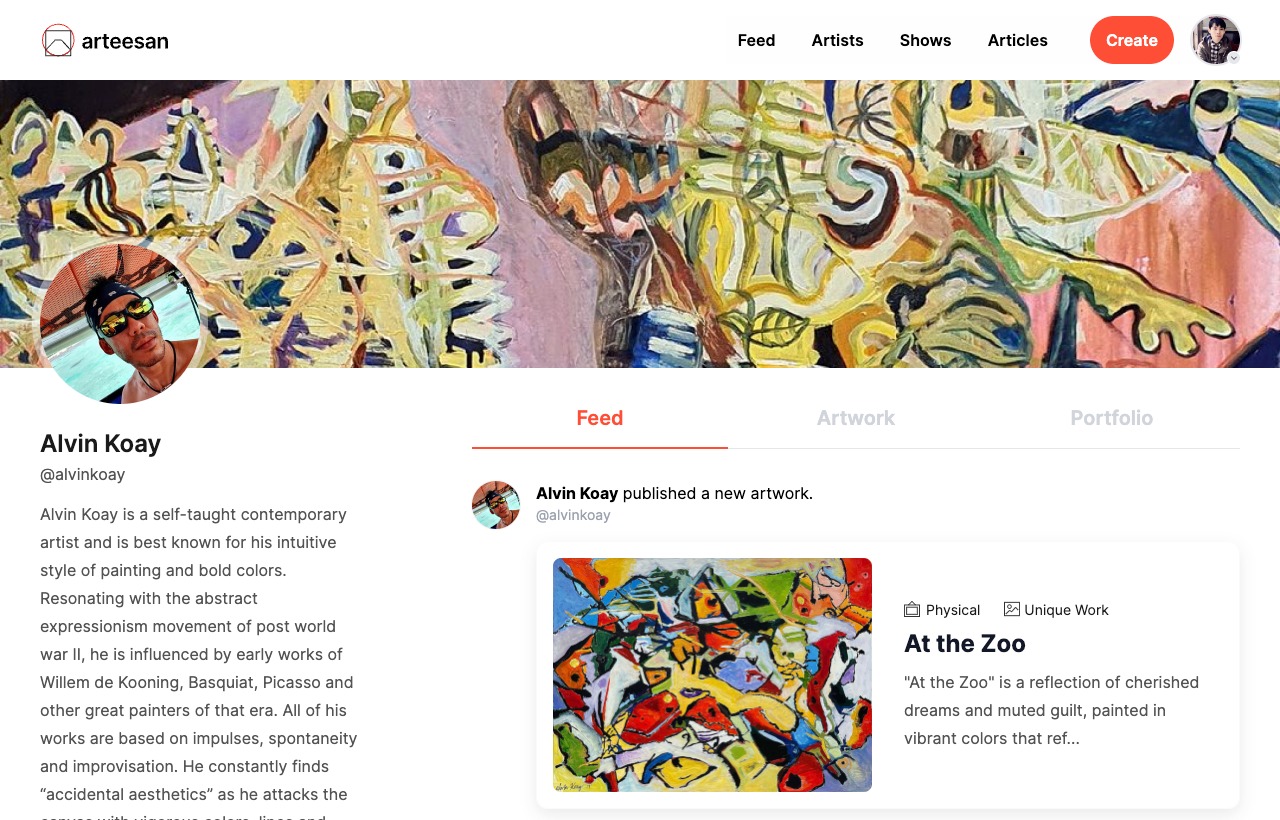 arteesan
Feed
Artists
Shows
Articles
Create
Feed
Artwork
Portfolio
Alvin Koay
@alvinkoay
Alvin Koay is a self-taught contemporary
artist and is best known for his intuitive
style of painting and bold colors.
Resonating with the abstract
expressionism movement of post world
war II, he is influenced by early works of
Willem de Kooning, Basquiat, Picasso and
other great painters of that era. All of his
works are based on impulses, spontaneity
and improvisation. He constantly finds
“accidental aesthetics” as he attacks the
Alvin Koay published a new artwork.
@alvinkoay
Physical
Unique Work
At the Zoo
"At the Zoo" is a reflection of cherished
dreams and muted guilt, painted in
vibrant colors that ref...